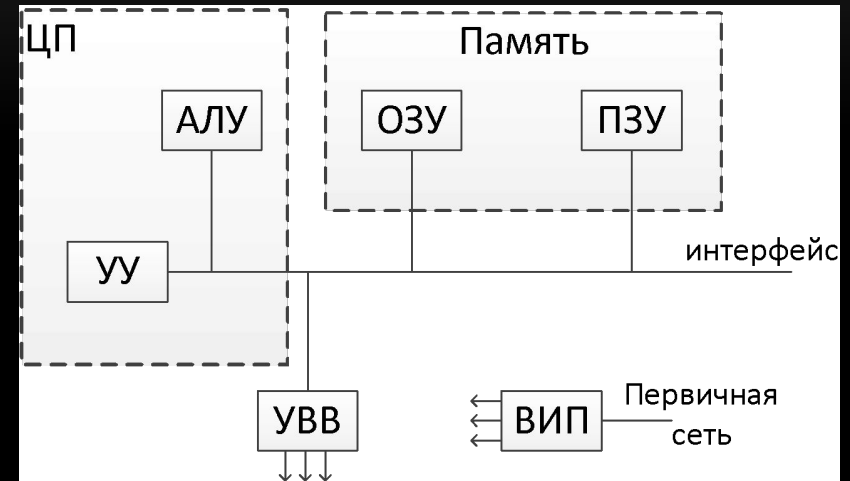 ЦП
Память
АЛУ
ОЗУ
ПЗУ
УУ
интерфейс
УВВ
ВИП
Первичная
сеть